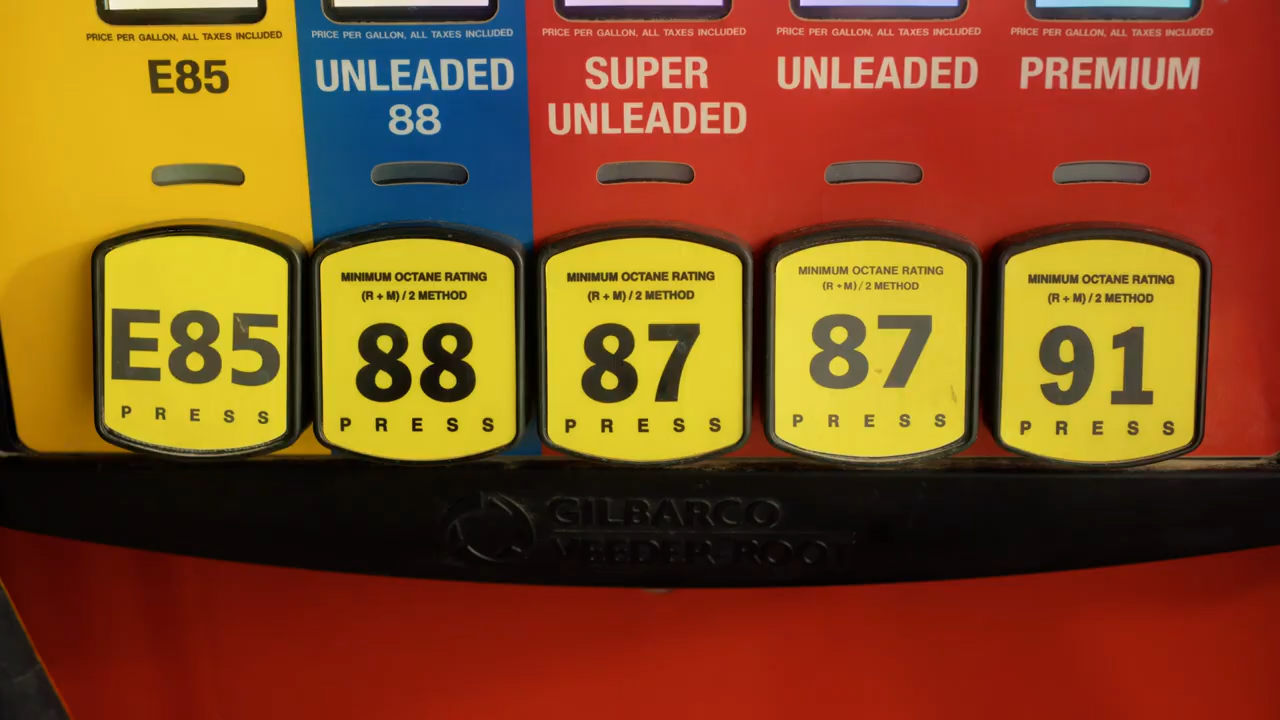 PRICE PER GALLON, ALL TAXES INCLUDED
E85
E85
PRESS
PRICE PER GALLON, ALL TAXES INCLUDED
UNLEADED
88
MINIMUM OCTANE RATING
(R + M) / 2 METHOD
88
PRESS
PRICE PER GALLON, ALL TAXES INCLUDED
SUPER
UNLEADED
MINIMUM OCTANE RATING
(R + M) / 2 METHOD
87
PRESS
PRICE PER GALLON, ALL TAXES INCLUDED
UNLEADED
MINIMUM OCTANE RATING
(R + M) / 2 METHOD
87
PRESS
PRICE PER GALLON, ALL TAXES INCLUDED
PREMIUM
MINIMUM OCTANE RATING
(R + M) / 2 METHOD
91
PRESS
GILBARCO
VEEDER-ROOT